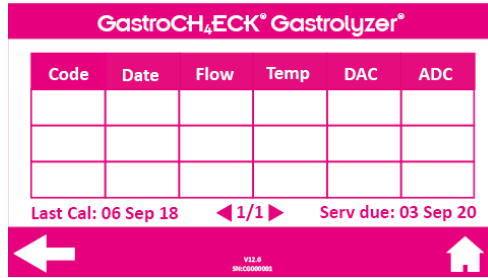 GastroCH₄ECK® Gastrolyzer®
Code Date Flow Temp DAC ADC
Last Cal: 06 Sep 18 1/1 Serv due: 03 Sep 20
V12.0
SN:CG000001